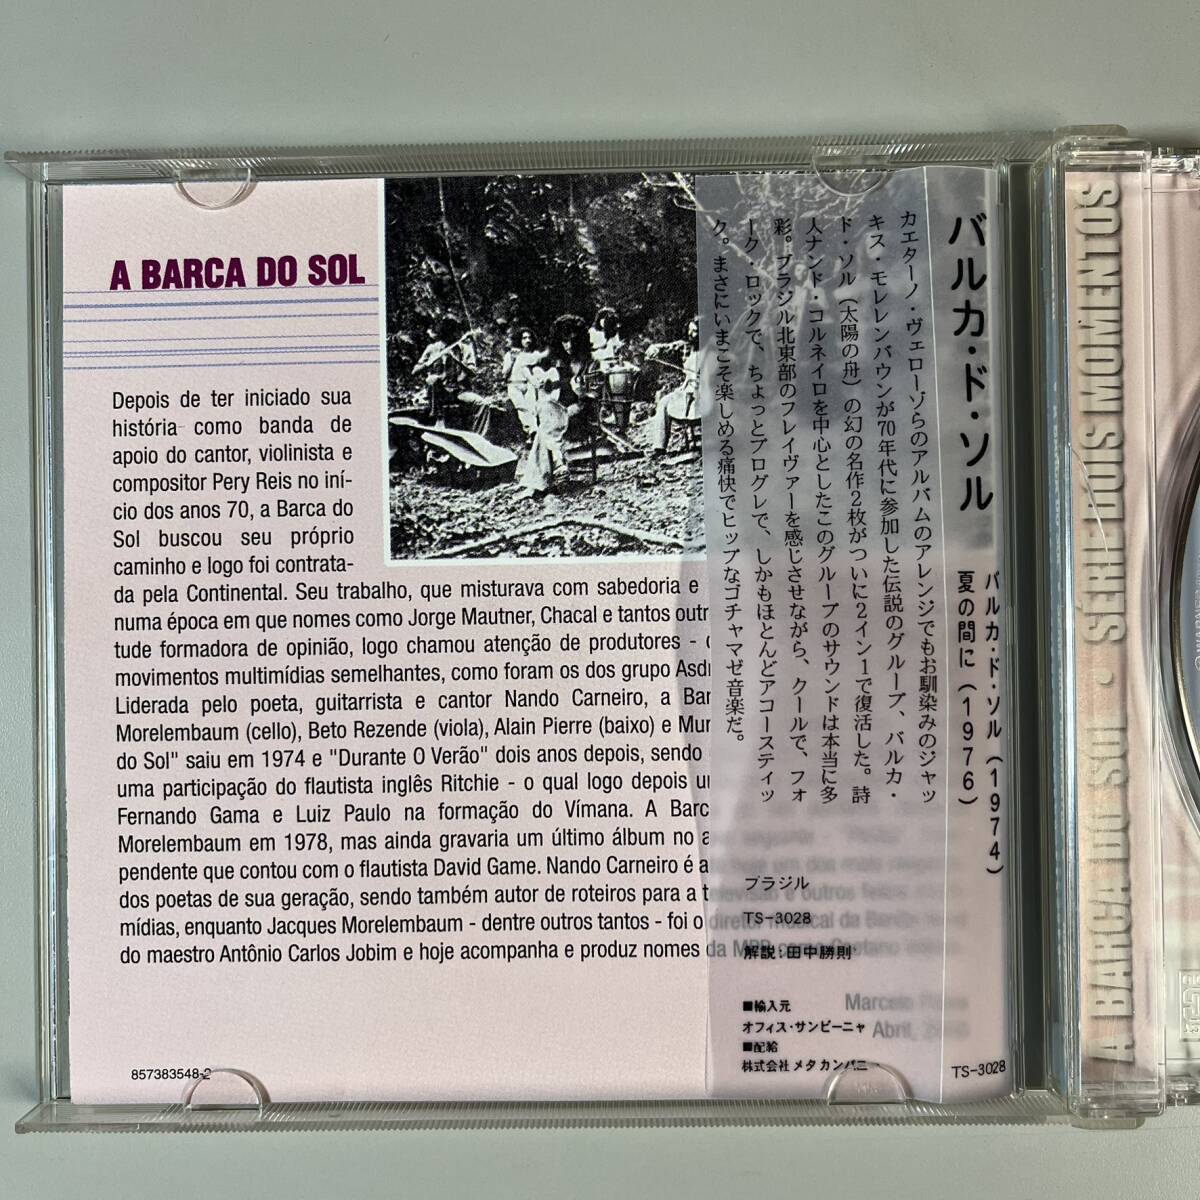 A BARCA DO SOL
Depois de ter iniciado sua
história como banda de
apoio do cantor, violinista e
compositor Pery Reis no iní-
cio dos anos 70, a Barca do
Sol buscou seu próprio
caminho e logo foi contrata-
da pela Continental. Seu trabalho, que misturava com sabedoria e
numa época em que nomes como Jorge Mautner, Chacal e tantos outr
tude formadora de opinião, logo chamou atenção de produtores -
movimentos multimídias semelhantes, como foram os dos grupo Asdr
Liderada pelo poeta, guitarrista e cantor Nando Carneiro, a Bar
Morelembaum (cello), Beto Rezende (viola), Alain Pierre (baixo) e Mur
do Sol" saiu em 1974 e "Durante O Verão" dois anos depois, sendo
uma participação do flautista inglês Ritchie - o qual logo depois un
Fernando Gama e Luiz Paulo na formação do Vímana. A Barc
Morelembaum em 1978, mas ainda gravaria um último álbum no a
pendente que contou com o flautista David Game. Nando Carneiro é a
dos poetas de sua geração, sendo também autor de roteiros para a televisão e outros
mídias, enquanto Jacques Morelembaum - dentre outros tantos - foi o diretor musical da Banda
do maestro Antônio Carlos Jobim e hoje acompanha e produz nomes da MPB como Caetano
Marcelo
Abril,
857383548-2
バルカ・ド・ソル
バルカ・ド・ソル(1974)
夏の間に(1976)
カエターノ・ヴェローゾらのアルバムのアレンジでもお馴染みのジャッ
キス・モレレンバウンが70年代に参加した伝説のグループ、バルカ・
ド・ソル(太陽の舟)の幻の名作2枚がついに2イン1で復活した。詩
人ナンド・コルネイロを中心としたこのグループのサウンドは本当に多
彩。ブラジル北東部のフレイヴァーを感じさせながら、クールで、フォ
ーク・ロックで、ちょっとプログレで、しかもほとんどアコースティッ
ク。まさにいまこそ楽しめる痛快でヒップなゴチャマゼ音楽だ。
ブラジル
TS-3028
解説:田中勝則
■輸入元
オフィス・サンビーニャ
■配給
株式会社メタカンパニー
TS-3028
A BARCA DO SOL • SÉRIE DOIS MOMENTOS